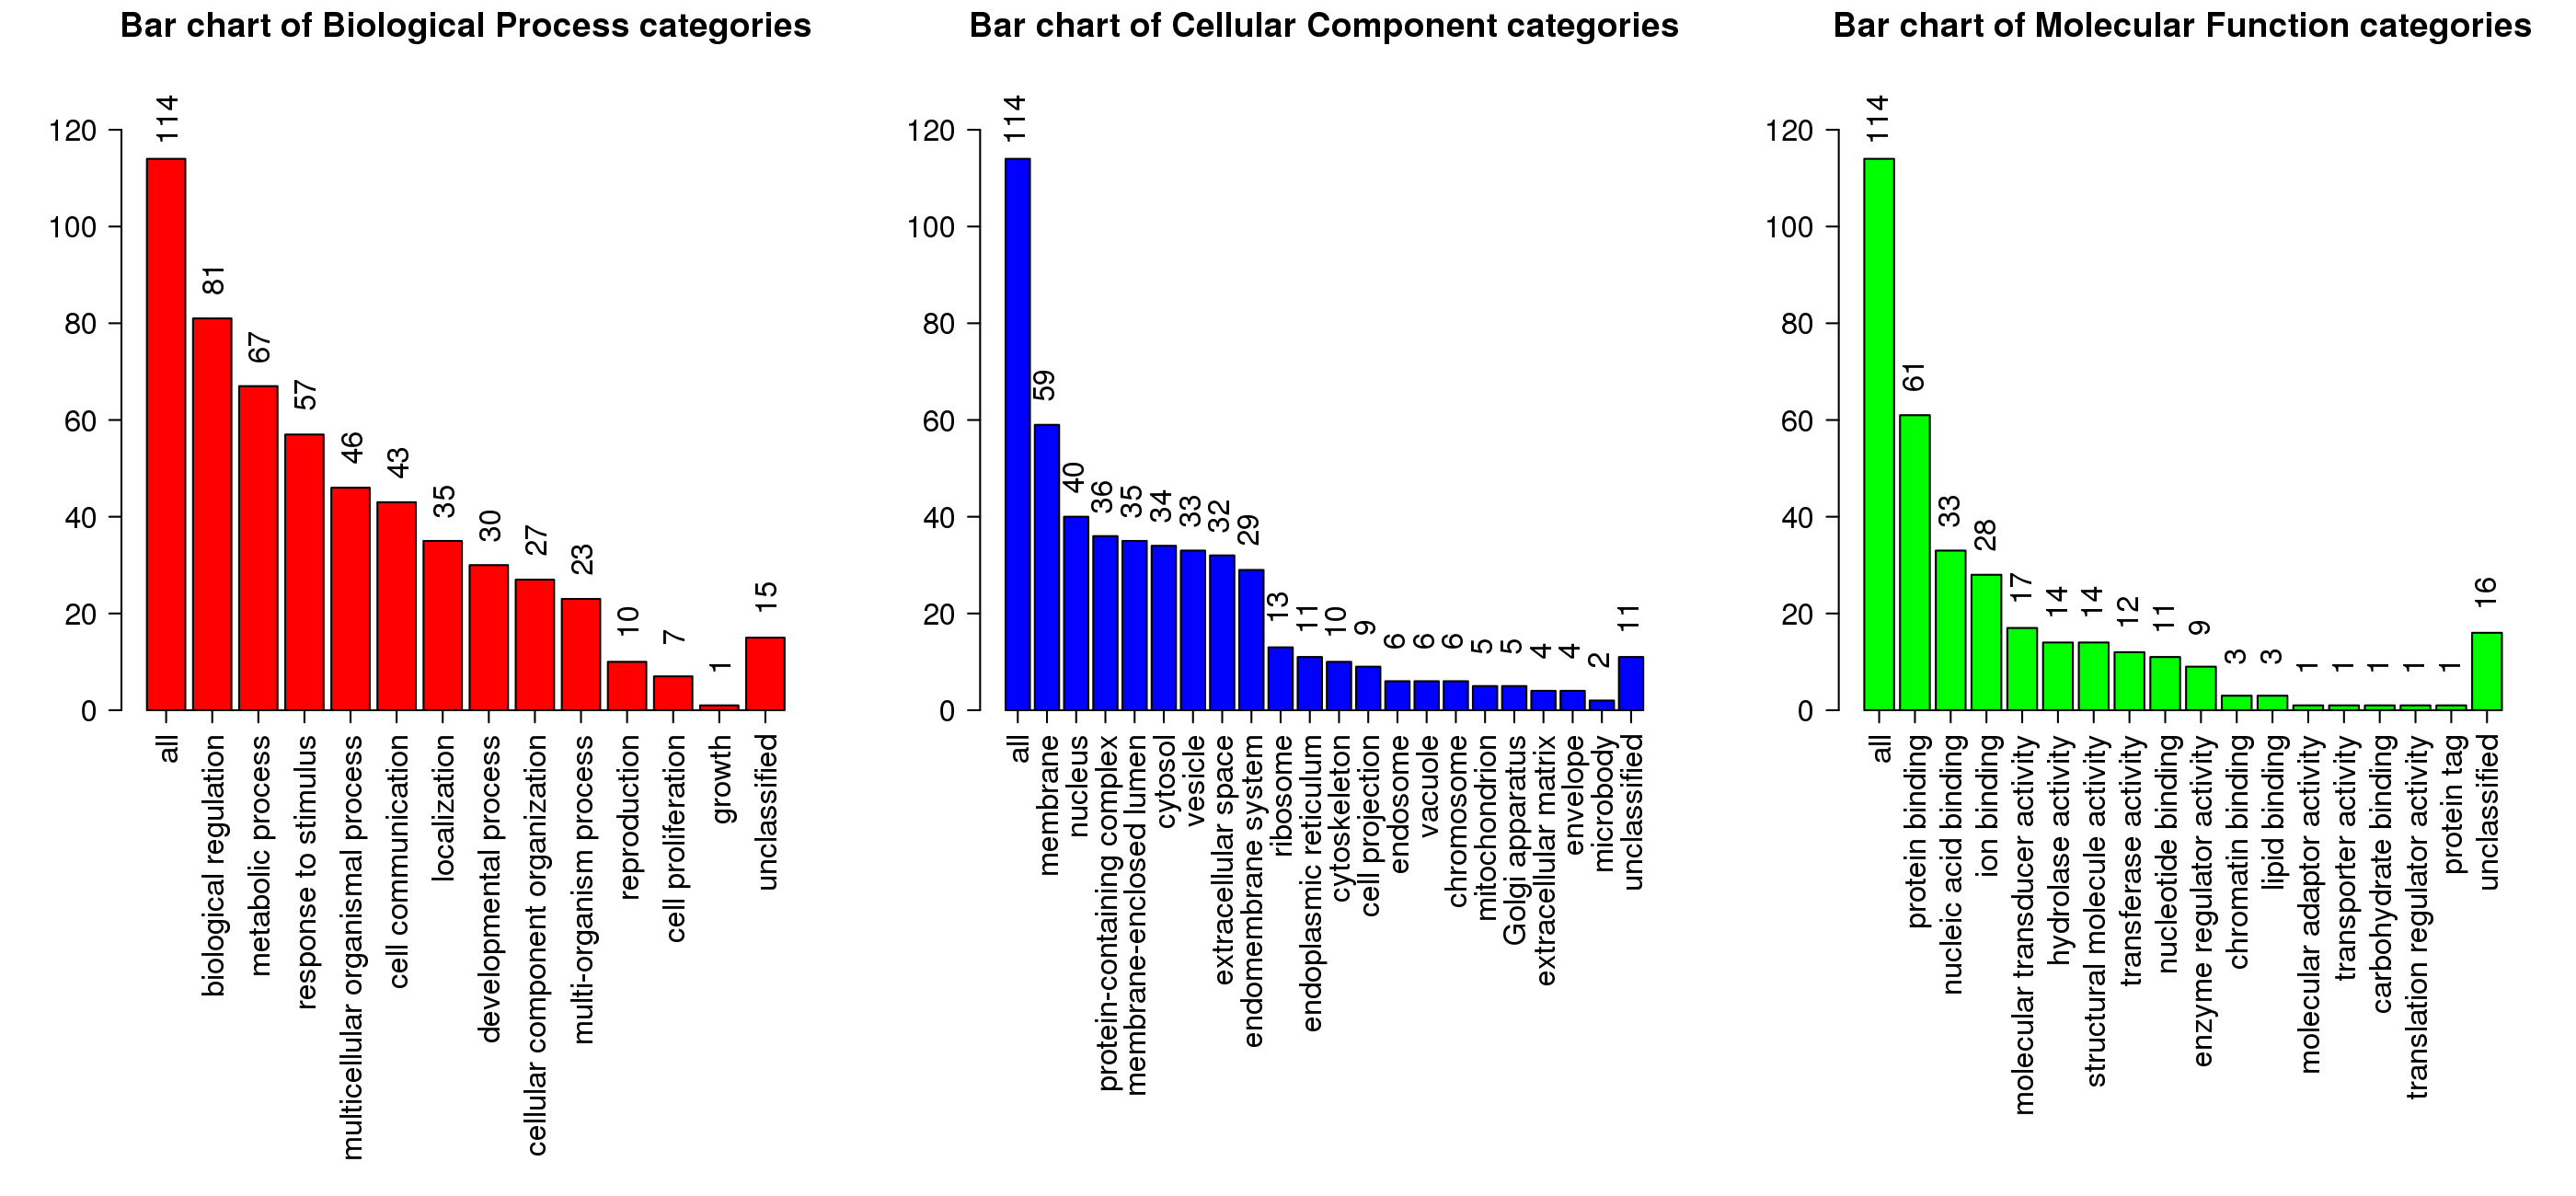 Bar chart of Biological Process categories
120
100
80
60
40
20
0
114
81
67
57
46
43
35
30
27
23
10
7
1
15
all
biological regulation
metabolic process
response to stimulus
multicellular organismal process
cell communication
localization
developmental process
cellular component organization
multi-organism process
reproduction
cell proliferation
growth
unclassified
Bar chart of Cellular Component categories
120
100
80
60
40
20
0
114
59
40
36
35
34
33
32
29
13
11
10
9
6
6
6
5
5
4
4
2
11
all
membrane
nucleus
protein-containing complex
membrane-enclosed lumen
cytosol
vesicle
extracellular space
endomembrane system
ribosome
endoplasmic reticulum
cytoskeleton
cell projection
endosome
vacuole
chromosome
mitochondrion
Golgi apparatus
extracellular matrix
envelope
microbody
unclassified
Bar chart of Molecular Function categories
120
100
80
60
40
20
0
114
61
33
28
17
14
14
12
11
9
3
3
1
1
1
1
1
16
all
protein binding
nucleic acid binding
ion binding
molecular transducer activity
hydrolase activity
structural molecule activity
transferase activity
nucleotide binding
enzyme regulator activity
chromatin binding
lipid binding
molecular adaptor activity
transporter activity
carbohydrate binding
translation regulator activity
protein tag
unclassified